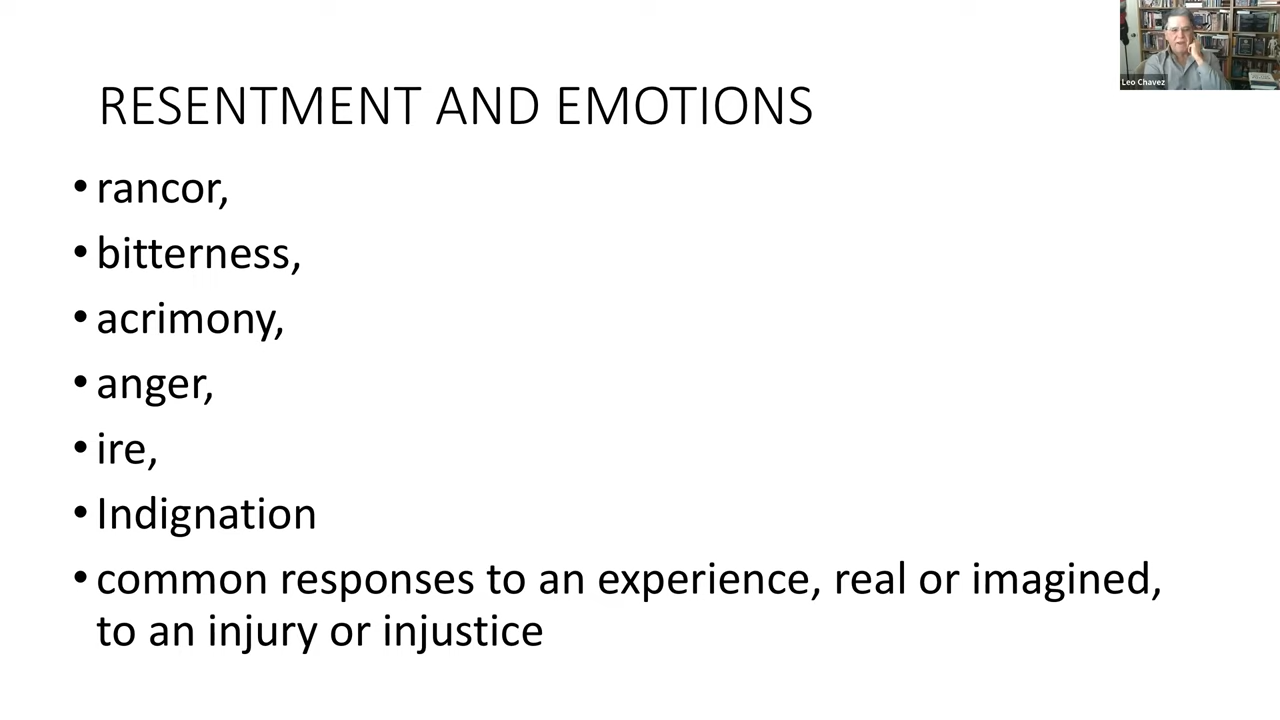 Leo Chavez
RESENTMENT AND EMOTIONS
• rancor,
• bitterness,
• acrimony,
• anger,
• ire,
• Indignation
• common responses to an experience, real or imagined,
to an injury or injustice